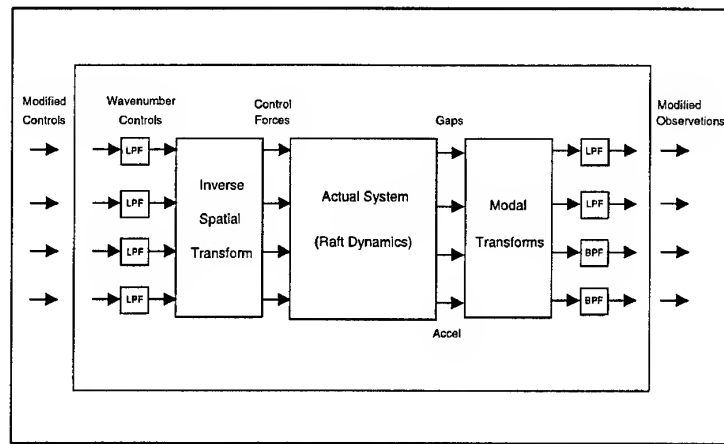 Modified
Controls
Wavenumber
Controls
Control
Forces
Gaps
Modified
Observetions
LPF
LPF
LPF
LPF
Inverse
Spatial
Transform
Actual System
(Raft Dynamics)
Modal
Transforms
LPF
LPF
BPF
BPF
Accel